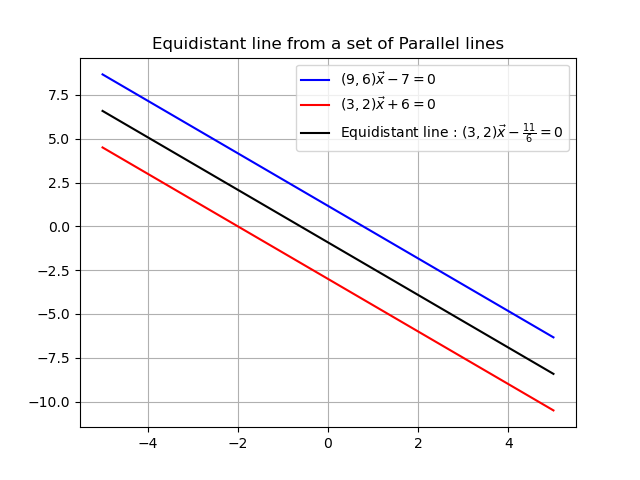 Equidistant line from a set of Parallel lines
(9, 6)x⃗ − 7 = 0
(3, 2)x⃗ + 6 = 0
Equidistant line : (3, 2)x⃗ − 11/6 = 0
7.5
5.0
2.5
0.0
−2.5
−5.0
−7.5
−10.0
−4 −2 0 2 4